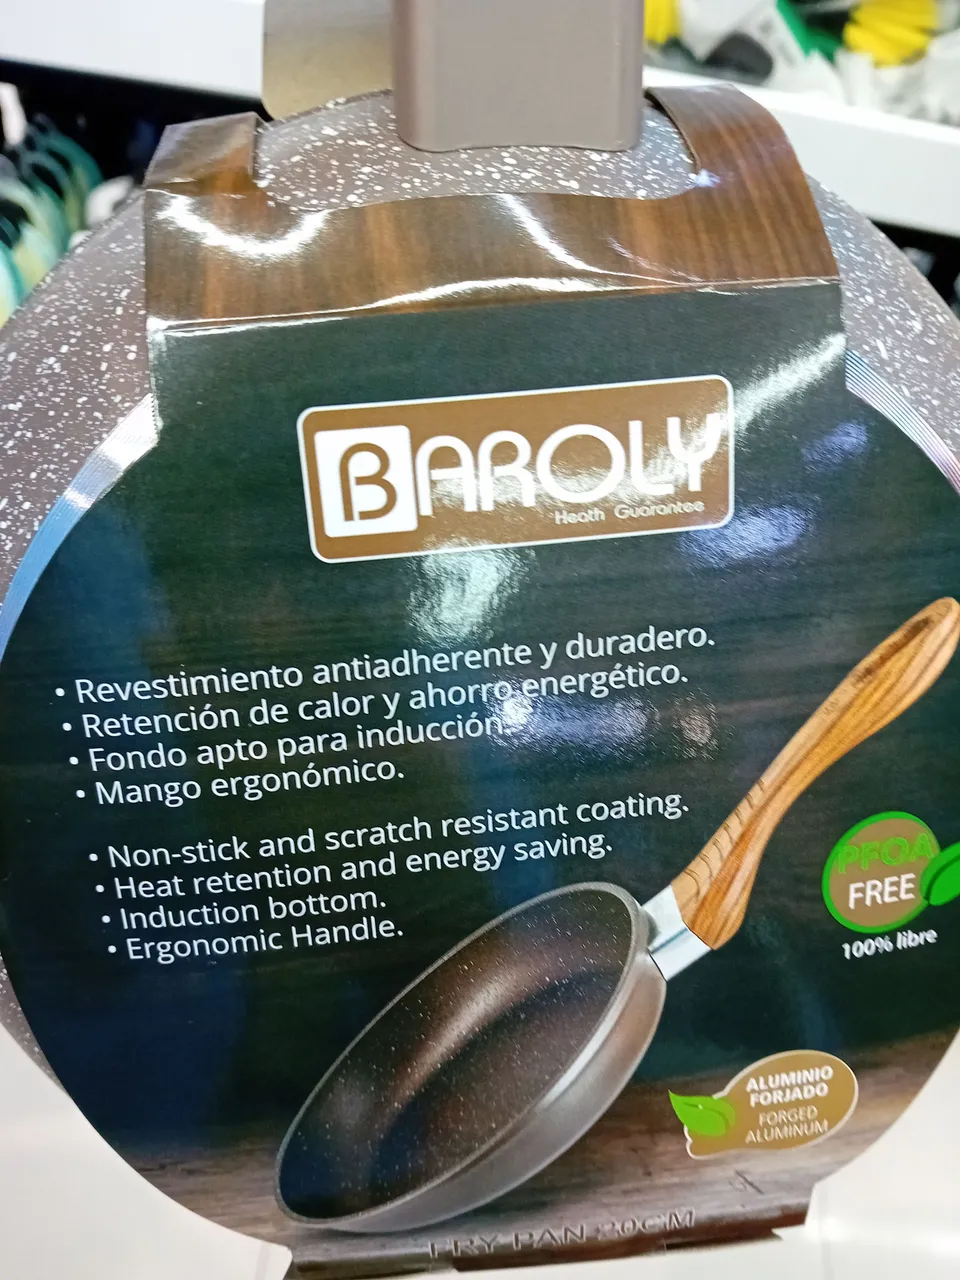 BAROLY
Heath Guarantee
• Revestimiento antiadherente y duradero.
• Retención de calor y ahorro energético.
• Fondo apto para inducción.
• Mango ergonómico.
• Non-stick and scratch resistant coating.
• Heat retention and energy saving.
• Induction bottom.
• Ergonomic Handle.
PFOA
FREE
100% libre
ALUMINIO
FORJADO
FORGED
ALUMINUM
FRY PAN 20CM